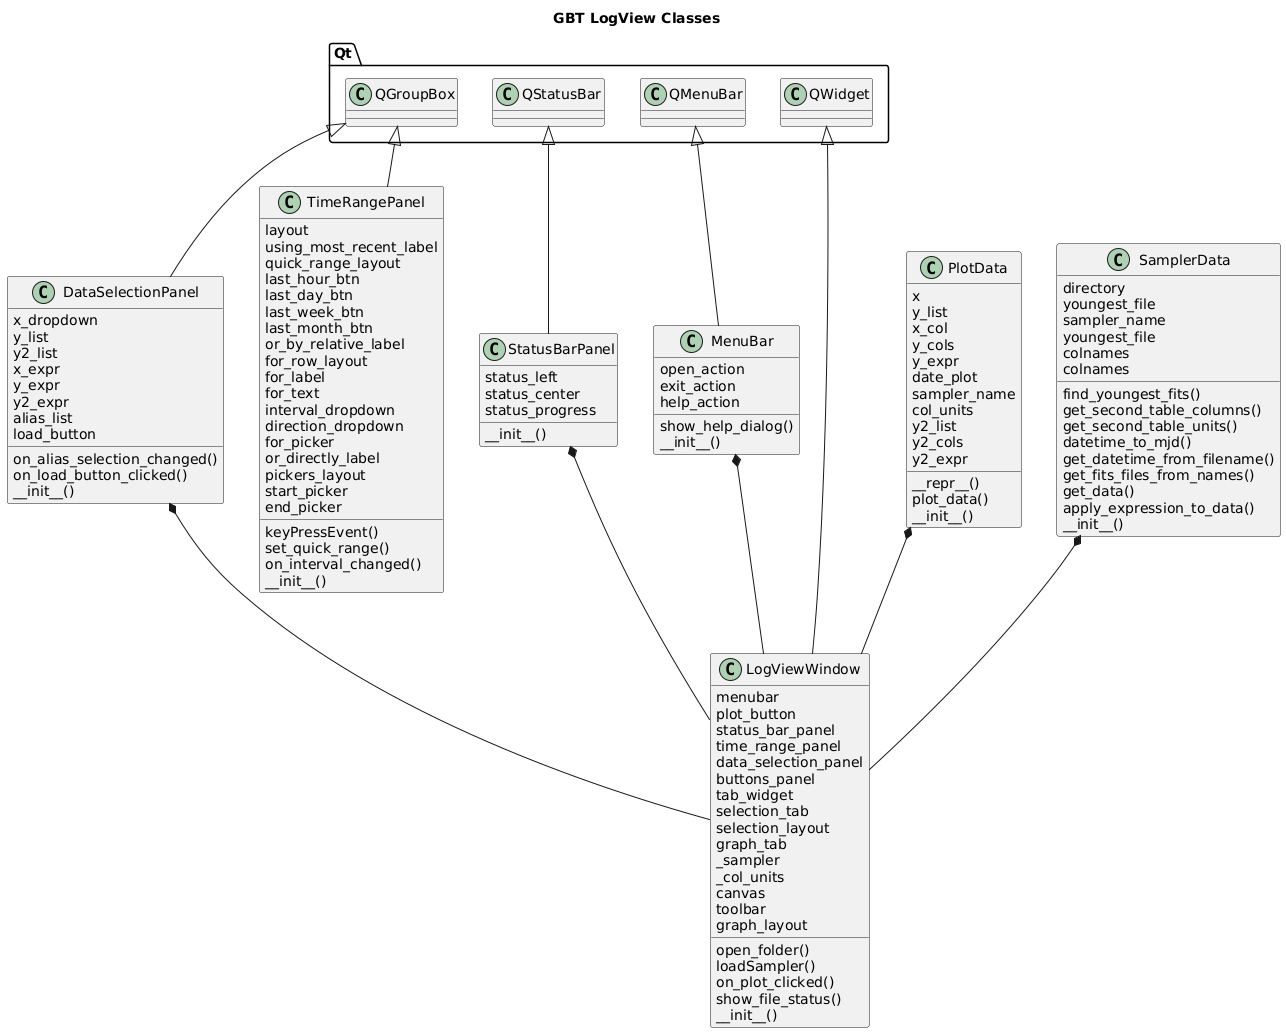 GBT LogView Classes
Qt
C QGroupBox
C QStatusBar
C QMenuBar
C QWidget
C TimeRangePanel
layout
using_most_recent_label
quick_range_layout
last_hour_btn
last_day_btn
last_week_btn
last_month_btn
or_by_relative_label
for_row_layout
for_label
for_text
interval_dropdown
direction_dropdown
for_picker
or_directly_label
pickers_layout
start_picker
end_picker
keyPressEvent()
set_quick_range()
on_interval_changed()
__init__()
C DataSelectionPanel
x_dropdown
y_list
y2_list
x_expr
y_expr
y2_expr
alias_list
load_button
on_alias_selection_changed()
on_load_button_clicked()
__init__()
C StatusBarPanel
status_left
status_center
status_progress
__init__()
C MenuBar
open_action
exit_action
help_action
show_help_dialog()
__init__()
C PlotData
x
y_list
x_col
y_cols
y_expr
date_plot
sampler_name
col_units
y2_list
y2_cols
y2_expr
__repr__()
plot_data()
__init__()
C SamplerData
directory
youngest_file
sampler_name
youngest_file
colnames
colnames
find_youngest_fits()
get_second_table_columns()
get_second_table_units()
datetime_to_mjd()
get_datetime_from_filename()
get_fits_files_from_names()
get_data()
apply_expression_to_data()
__init__()
C LogViewWindow
menubar
plot_button
status_bar_panel
time_range_panel
data_selection_panel
buttons_panel
tab_widget
selection_tab
selection_layout
graph_tab
_sampler
_col_units
canvas
toolbar
graph_layout
open_folder()
loadSampler()
on_plot_clicked()
show_file_status()
__init__()